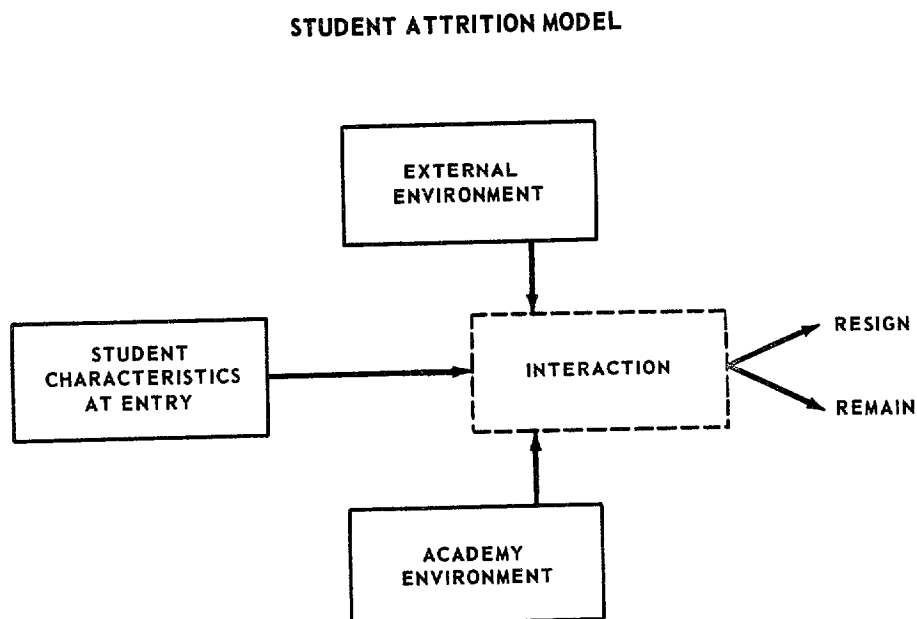 STUDENT ATTRITION MODEL
EXTERNAL
ENVIRONMENT
STUDENT
CHARACTERISTICS
AT ENTRY
INTERACTION
RESIGN
REMAIN
ACADEMY
ENVIRONMENT